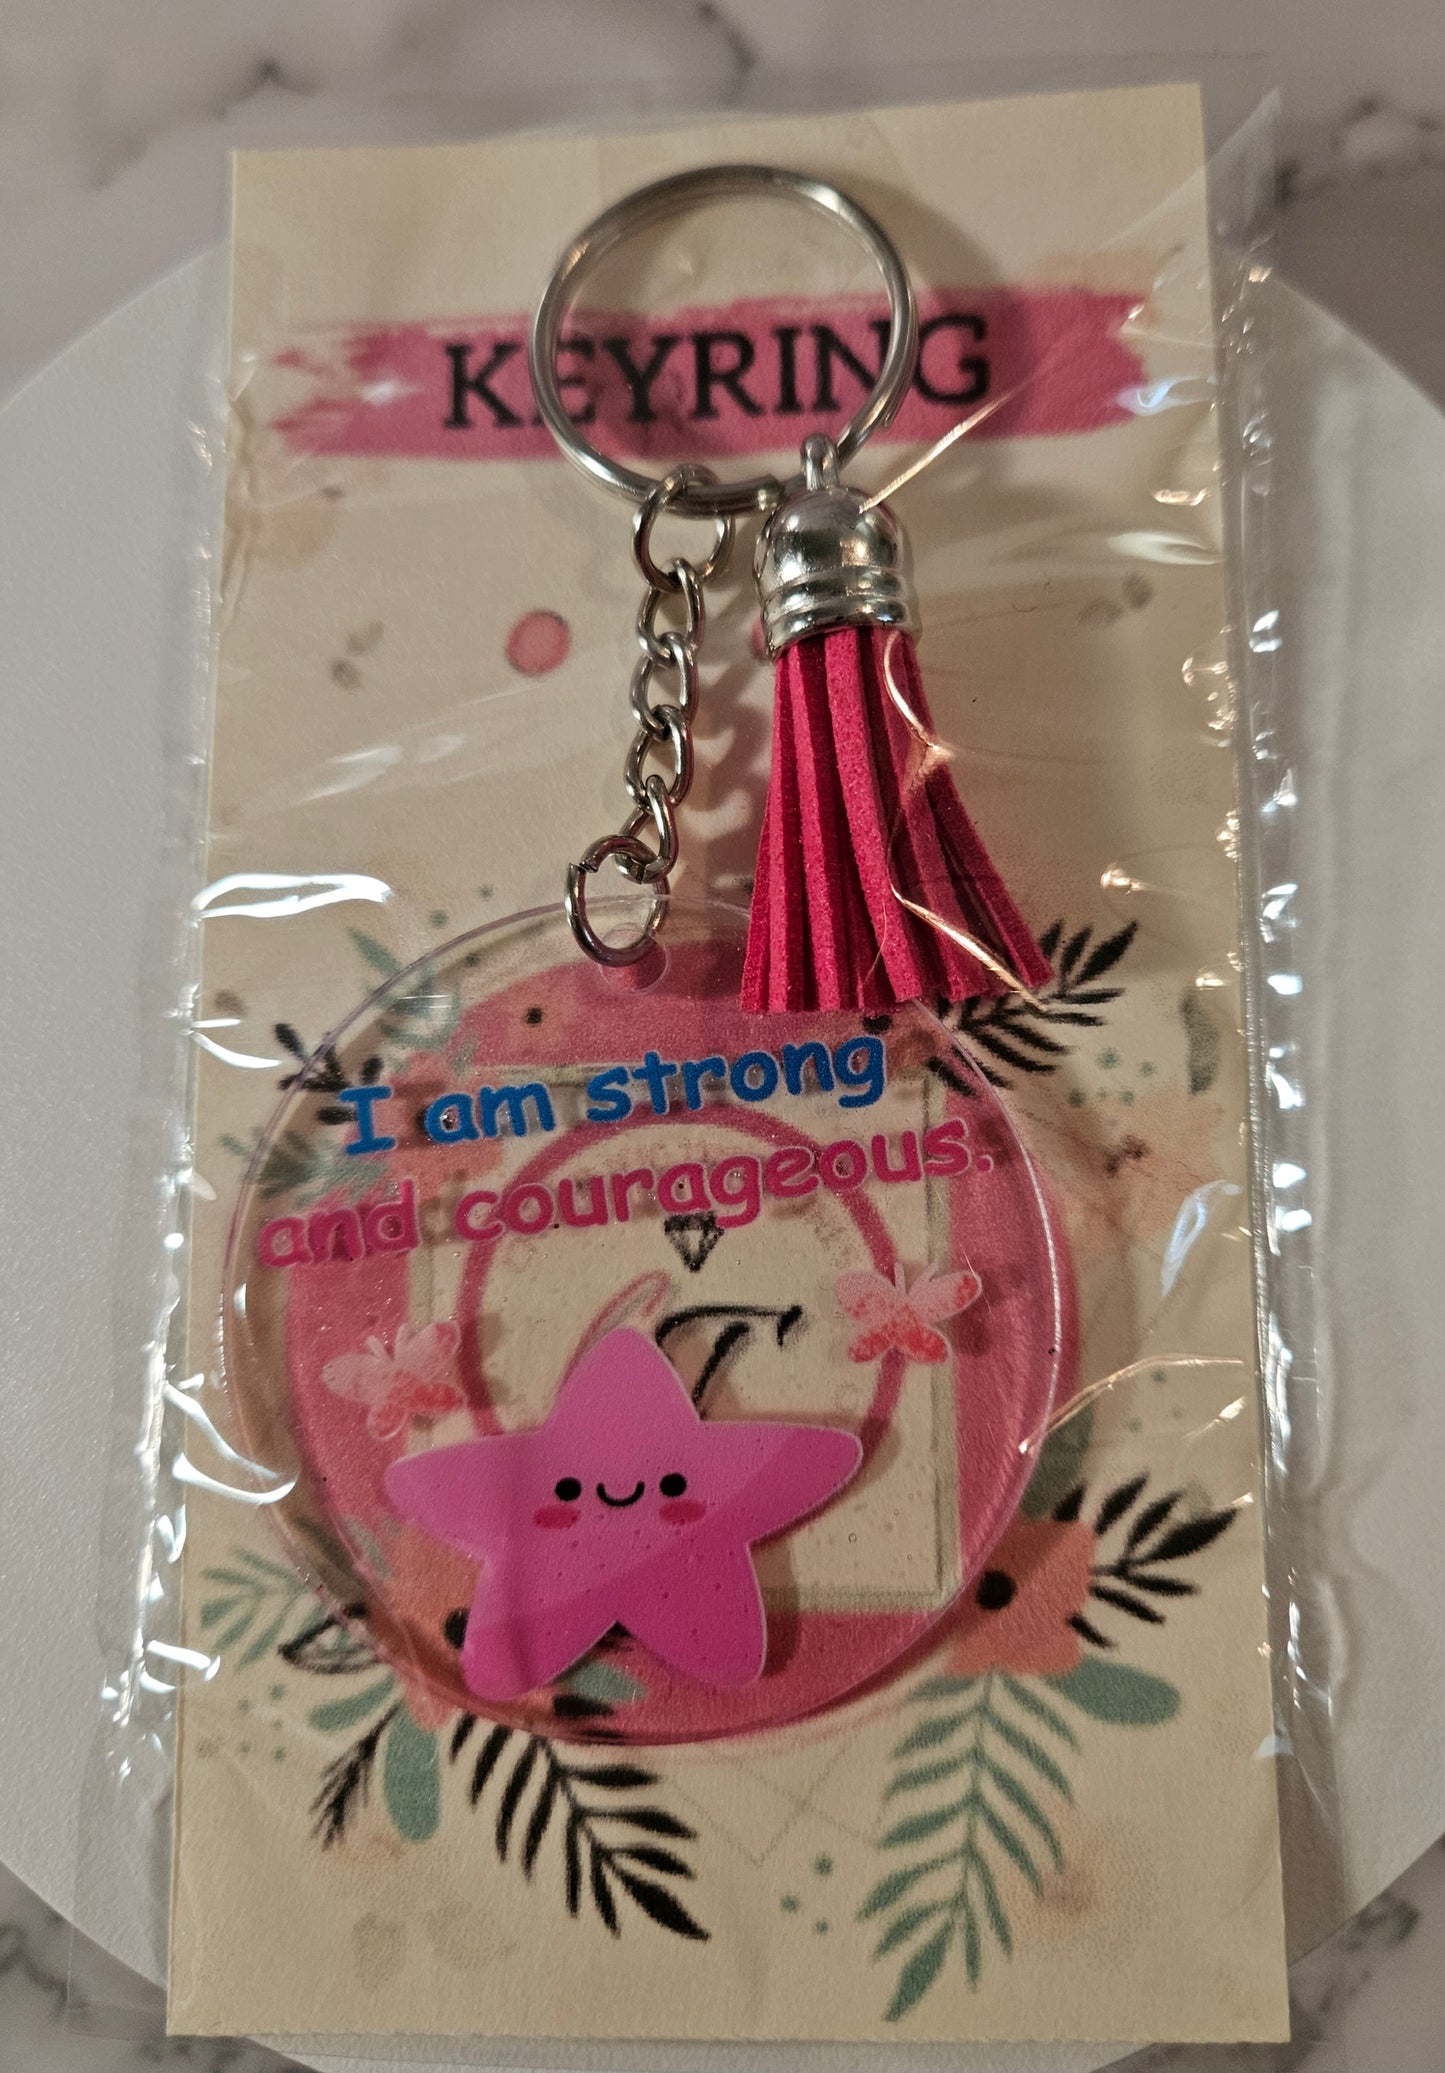 KEYRING
I am strong
and courageous.